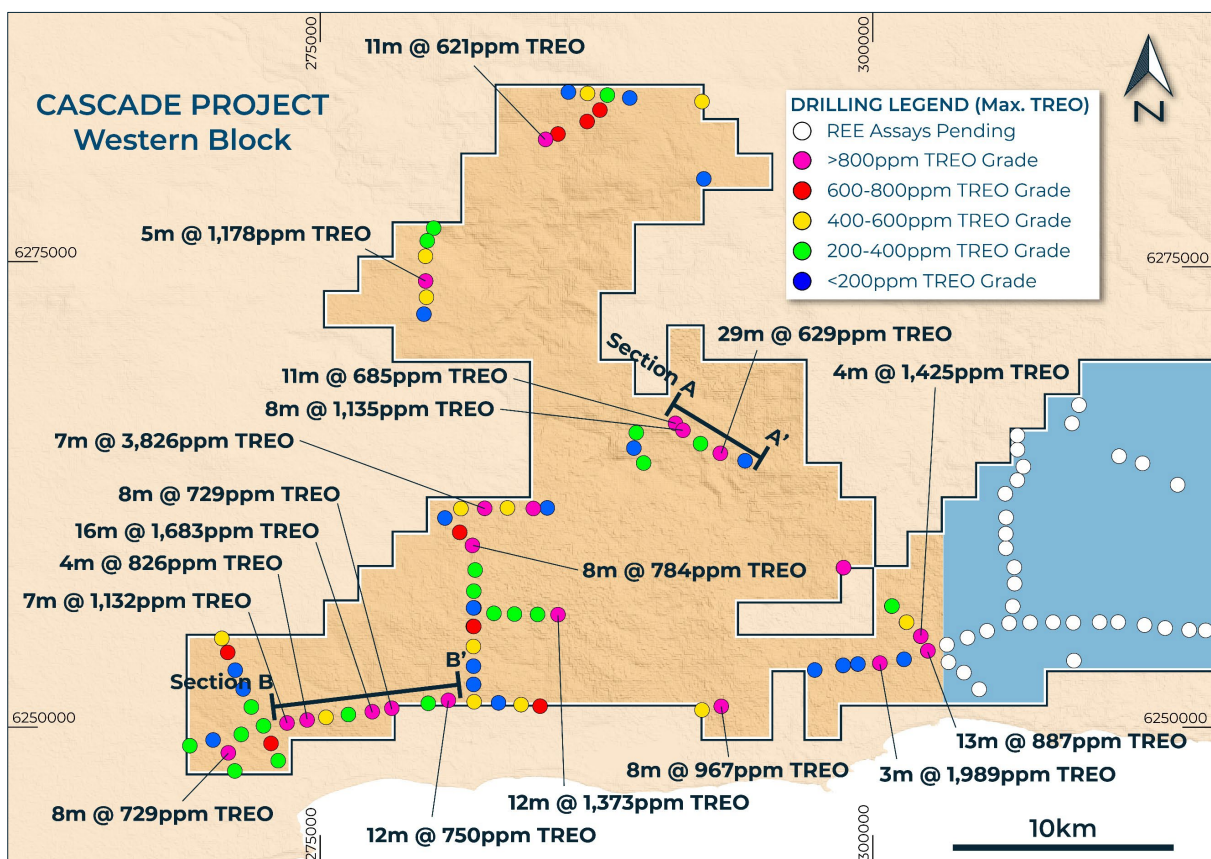 275000
300000
11m @ 621ppm TREO
CASCADE PROJECT
Western Block
N
DRILLING LEGEND (Max. TREO)
REE Assays Pending
>800ppm TREO Grade
600-800ppm TREO Grade
400-600ppm TREO Grade
200-400ppm TREO Grade
<200ppm TREO Grade
5m @ 1,178ppm TREO
6275000
6275000
Section A
29m @ 629ppm TREO
11m @ 685ppm TREO
4m @ 1,425ppm TREO
8m @ 1,135ppm TREO
A'
7m @ 3,826ppm TREO
8m @ 729ppm TREO
16m @ 1,683ppm TREO
4m @ 826ppm TREO
8m @ 784ppm TREO
7m @ 1,132ppm TREO
B'
Section B
6250000
6250000
13m @ 887ppm TREO
8m @ 967ppm TREO
3m @ 1,989ppm TREO
12m @ 1,373ppm TREO
8m @ 729ppm TREO
12m @ 750ppm TREO
10km
275000
300000